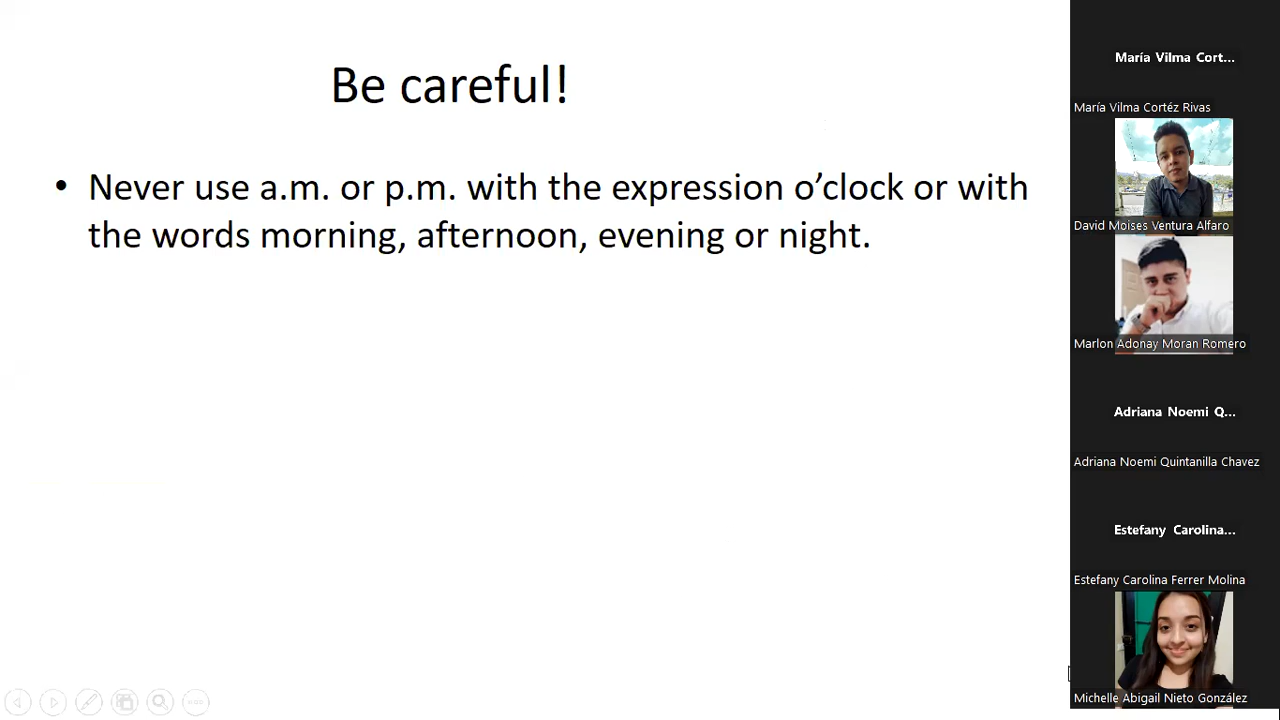 Be careful!
• Never use a.m. or p.m. with the expression o’clock or with
the words morning, afternoon, evening or night.
María Vilma Cort...
María Vilma Cortéz Rivas
David Moises Ventura Alfaro
Marlon Adonay Moran Romero
Adriana Noemi Q...
Adriana Noemi Quintanilla Chavez
Estefany Carolina...
Estefany Carolina Ferrer Molina
Michelle Abigail Nieto González